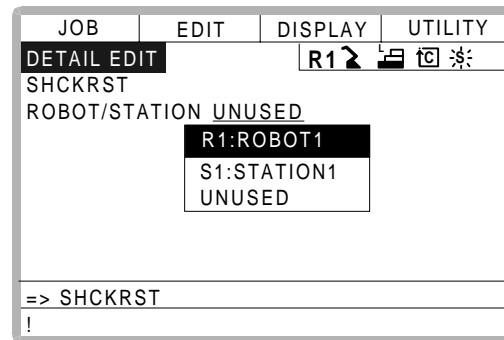 JOB EDIT DISPLAY UTILITY
DETAIL EDIT R1 C S
SHCKRST
ROBOT/STATION UNUSED
R1:ROBOT1
S1:STATION1
UNUSED
=> SHCKRST
!